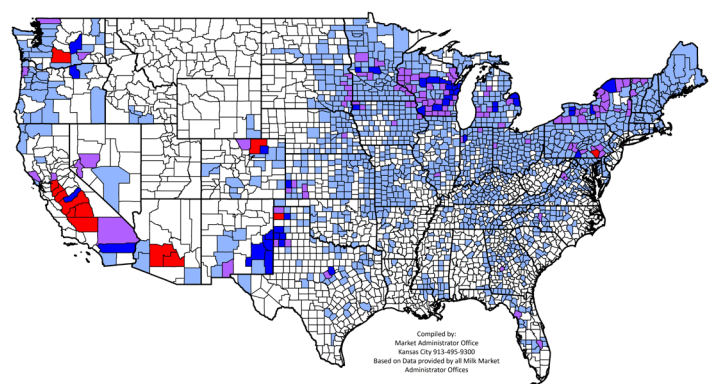 Compiled by:
Market Administrator Office
Kansas City 913-495-9300
Based on Data provided by all Milk Market
Administrator Offices